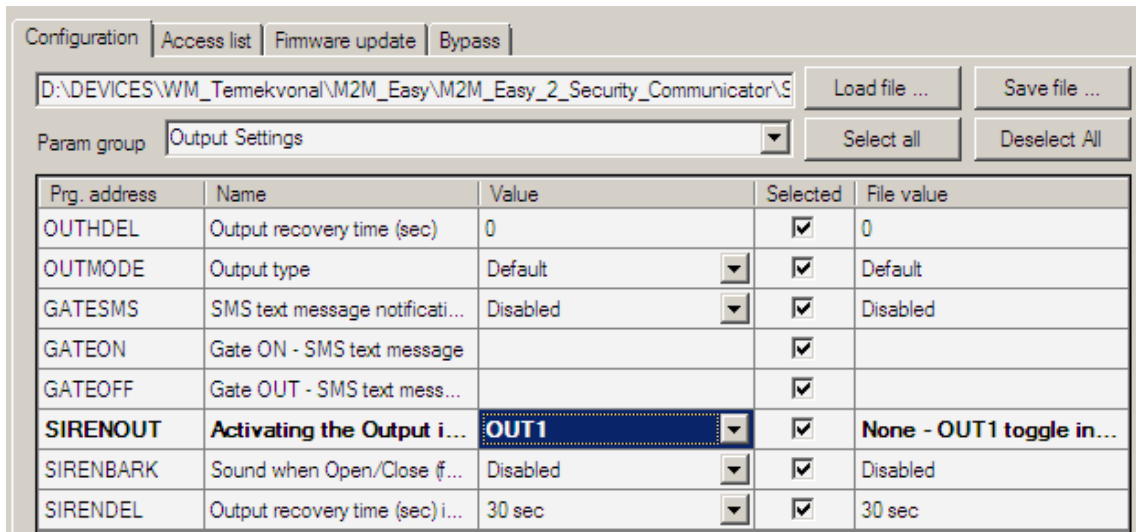 Configuration Access list Firmware update Bypass
D:\DEVICES\WM_Termekvonal\M2M_Easy\M2M_Easy_2_Security_Communicator\S Load file ... Save file ...
Param group Output Settings Select all Deselect All
Prg. address Name Value Selected File value
OUTHDEL Output recovery time (sec) 0 0
OUTMODE Output type Default Default
GATESMS SMS text message notificati... Disabled Disabled
GATEON Gate ON - SMS text message
GATEOFF Gate OUT - SMS text mess...
SIRENOUT Activating the Output i... OUT1 None - OUT1 toggle in...
SIRENBARK Sound when Open/Close (f... Disabled Disabled
SIRENDEL Output recovery time (sec) i... 30 sec 30 sec